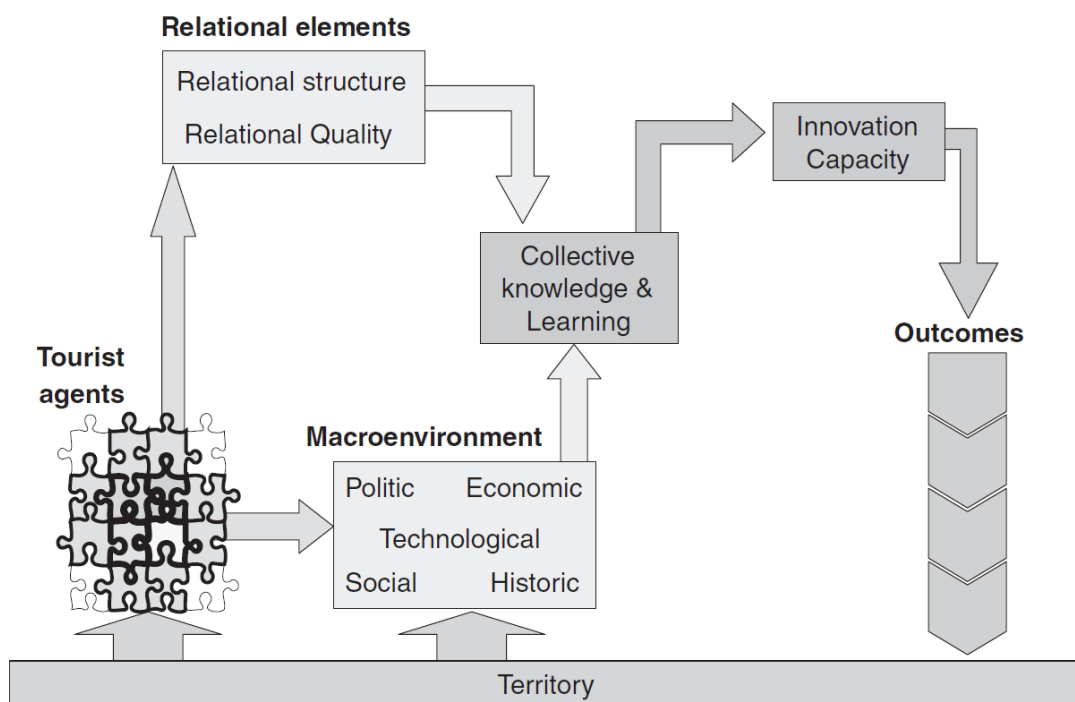 Relational elements
Relational structure
Relational Quality
Innovation
Capacity
Collective
knowledge &
Learning
Outcomes
Tourist
agents
Macroenvironment
Politic Economic
Technological
Social Historic
Territory